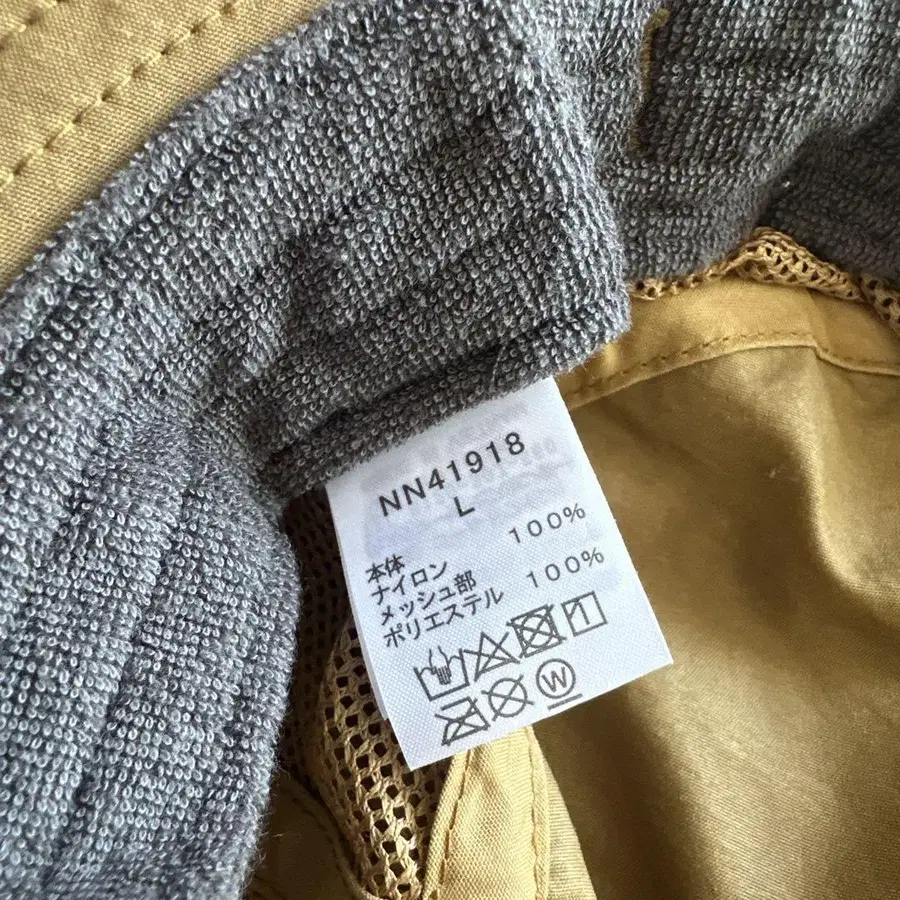 NN41918
L
本体
ナイロン 100%
メッシュ部
ポリエステル 100%
W